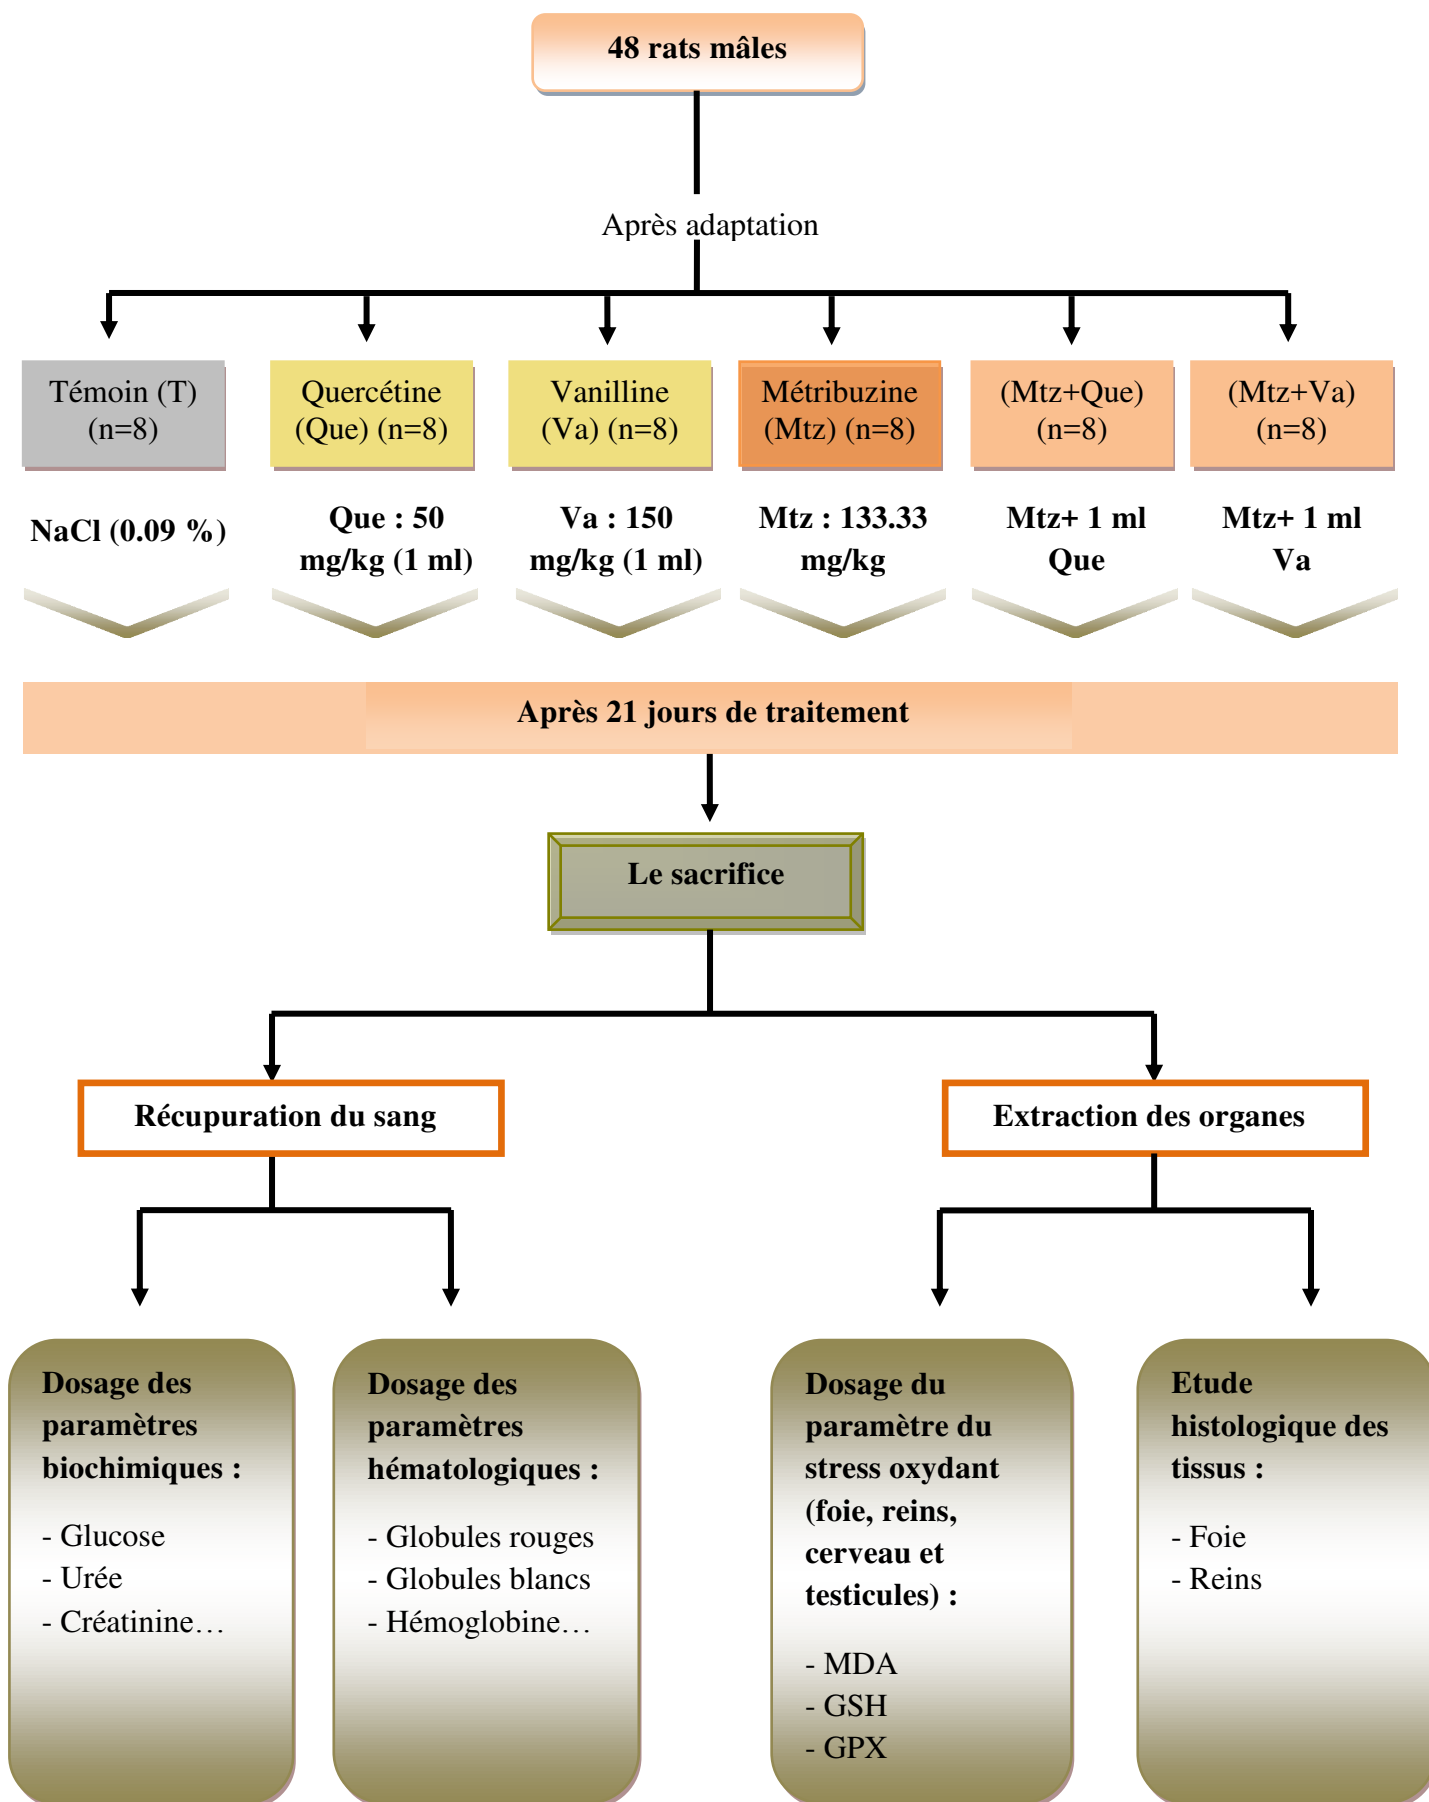 48 rats mâles
Après adaptation
Témoin (T)
(n=8)
Quercétine
(Que) (n=8)
Vanilline
(Va) (n=8)
Métribuzine
(Mtz) (n=8)
(Mtz+Que)
(n=8)
(Mtz+Va)
(n=8)
NaCl (0.09 %)
Que : 50
mg/kg (1 ml)
Va : 150
mg/kg (1 ml)
Mtz : 133.33
mg/kg
Mtz+ 1 ml
Que
Mtz+ 1 ml
Va
Après 21 jours de traitement
Le sacrifice
Récupuration du sang
Extraction des organes
Dosage des
paramètres
biochimiques :
- Glucose
- Urée
- Créatinine…
Dosage des
paramètres
hématologiques :
- Globules rouges
- Globules blancs
- Hémoglobine…
Dosage du
paramètre du
stress oxydant
(foie, reins,
cerveau et
testicules) :
- MDA
- GSH
- GPX
Etude
histologique des
tissus :
- Foie
- Reins